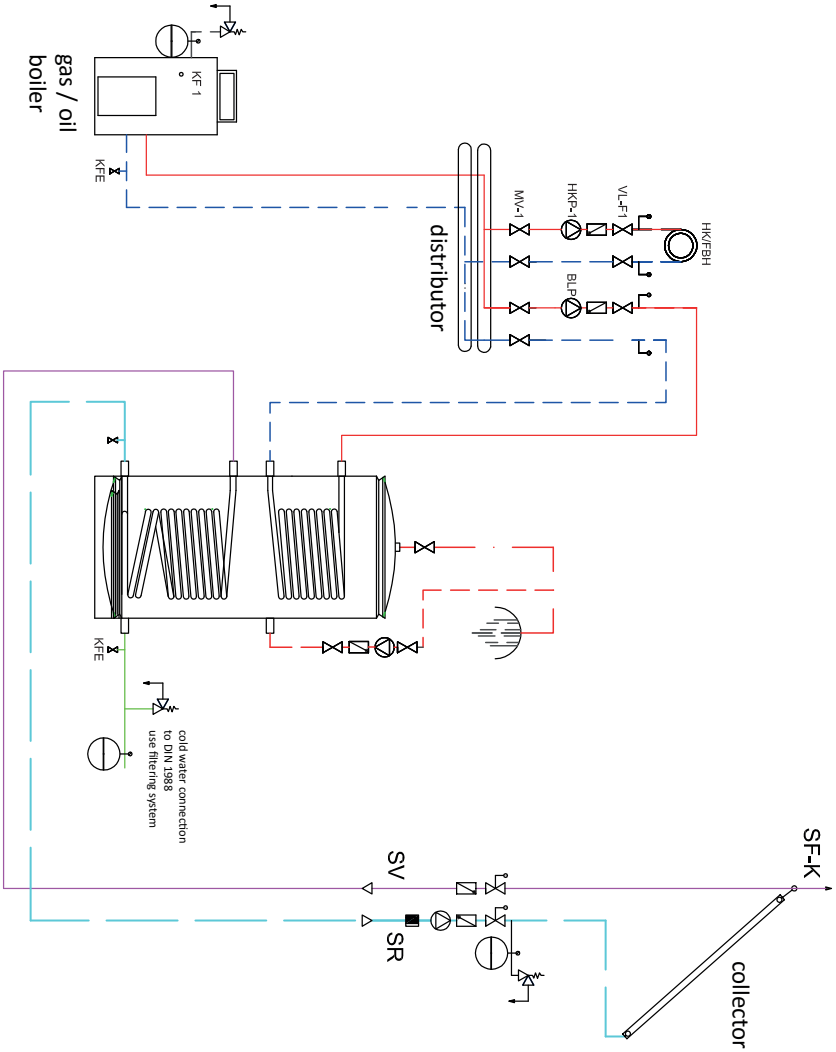 SF-K
collector
SV
SR
HK/FBH
VL-F1
HKP-1
BLP
MV-1
distributor
KF 1
gas / oil
boiler
KFE
KFE
cold water connection
to DIN 1988
use filtering system